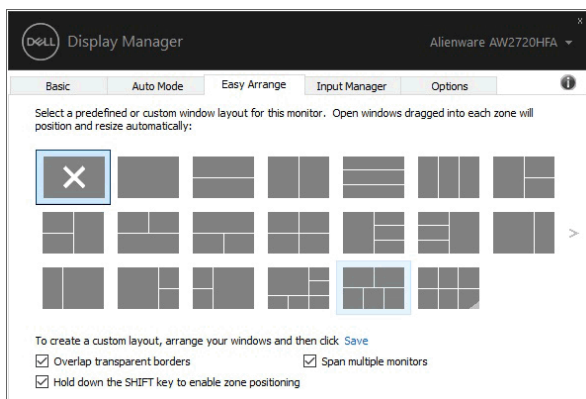 x
DELL Display Manager Alienware AW2720HFA
Basic Auto Mode Easy Arrange Input Manager Options i
Select a predefined or custom window layout for this monitor. Open windows dragged into each zone will
position and resize automatically:
>
To create a custom layout, arrange your windows and then click Save
Overlap transparent borders Span multiple monitors
Hold down the SHIFT key to enable zone positioning